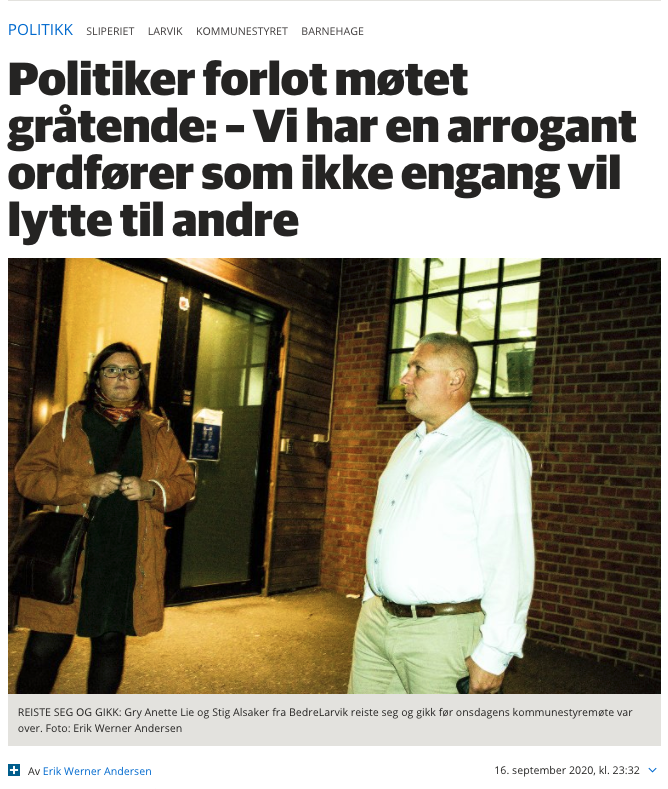 POLITIKK SLIPERIET LARVIK KOMMUNESTYRET BARNEHAGE
Politiker forlot møtet
gråtende: – Vi har en arrogant
ordfører som ikke engang vil
lytte til andre
REISTE SEG OG GIKK: Gry Anette Lie og Stig Alsaker fra BedreLarvik reiste seg og gikk før onsdagens kommunestyremøte var
over. Foto: Erik Werner Andersen
Av Erik Werner Andersen 16. september 2020, kl. 23:32